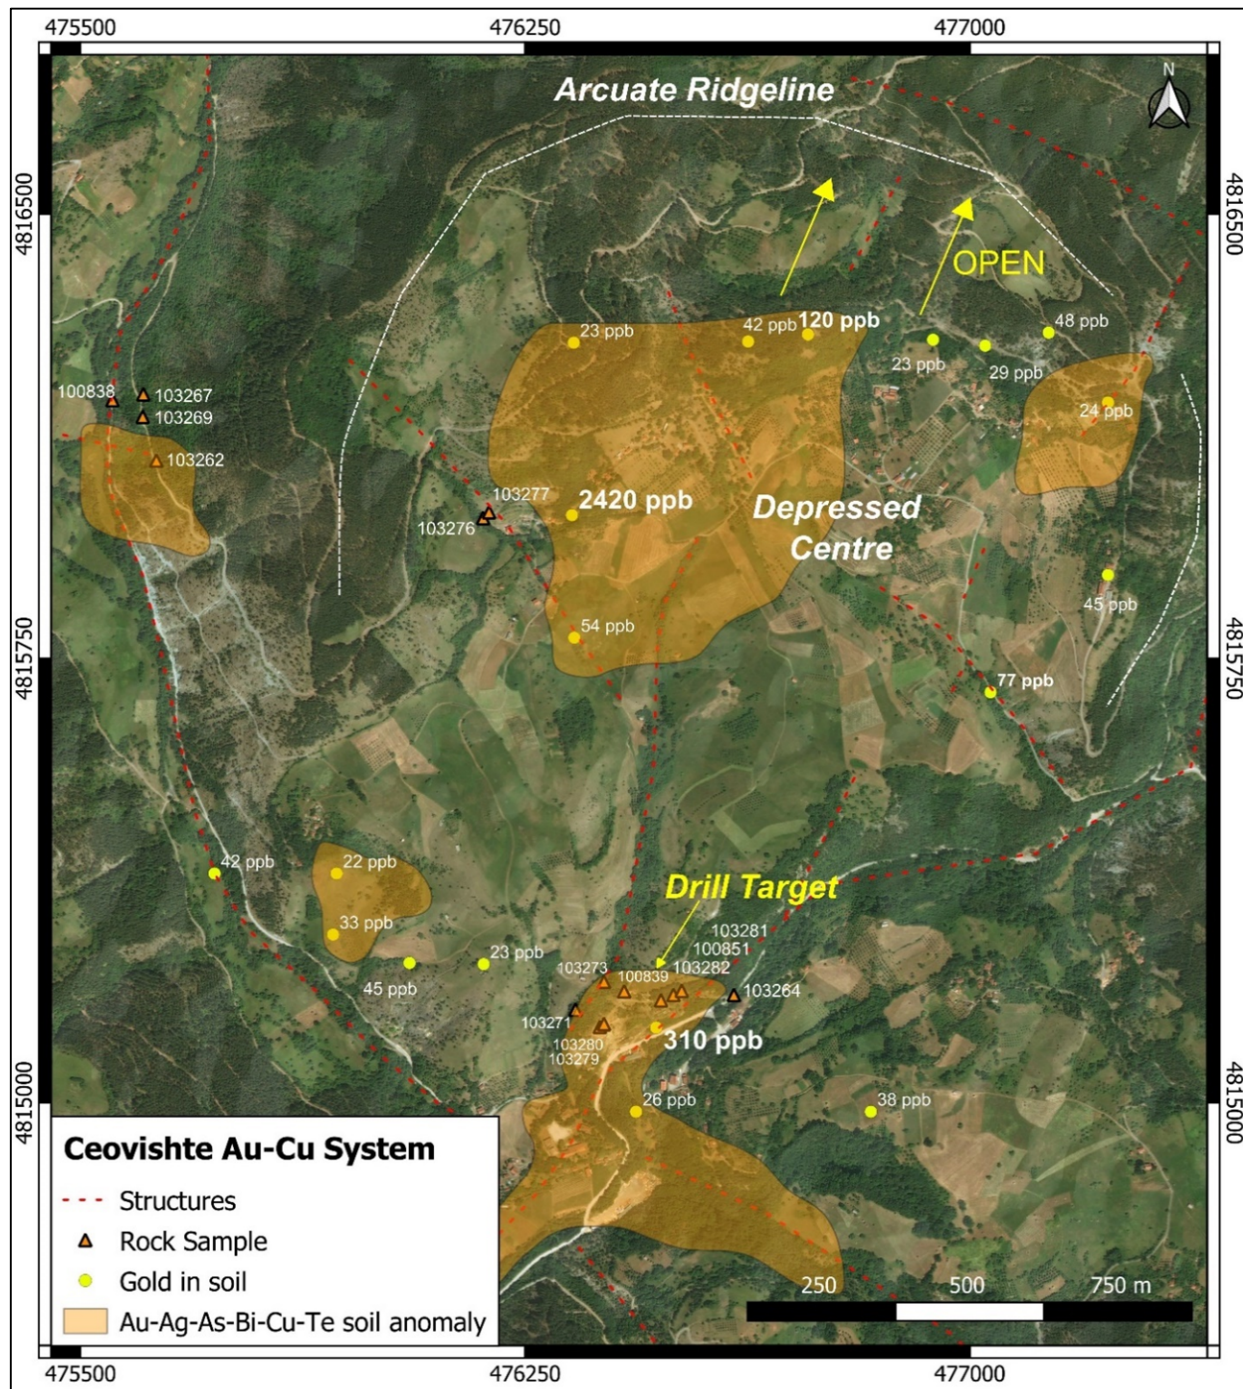 475500
476250
477000
Arcuate Ridgeline
N
4816500
4816500
OPEN
23 ppb
42 ppb
120 ppb
48 ppb
23 ppb
29 ppb
100838
103267
103269
24 ppb
103262
103277
103276
2420 ppb
Depressed
Centre
45 ppb
54 ppb
4815750
4815750
77 ppb
42 ppb
22 ppb
Drill Target
33 ppb
23 ppb
45 ppb
103281
100851
103273
100839
103282
103264
103271
103280
103279
310 ppb
26 ppb
38 ppb
4815000
4815000
Ceovishte Au-Cu System
Structures
Rock Sample
Gold in soil
Au-Ag-As-Bi-Cu-Te soil anomaly
250
500
750 m
475500
476250
477000